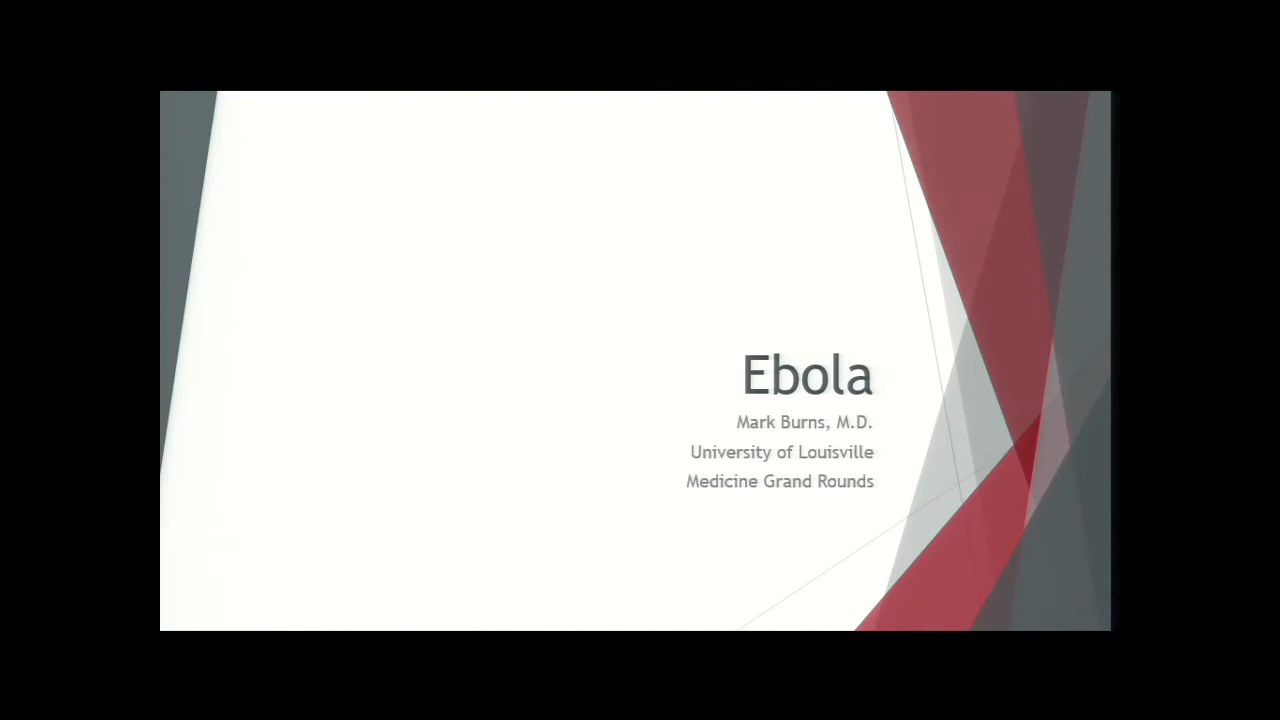 Ebola
Mark Burns, M.D.
University of Louisville
Medicine Grand Rounds